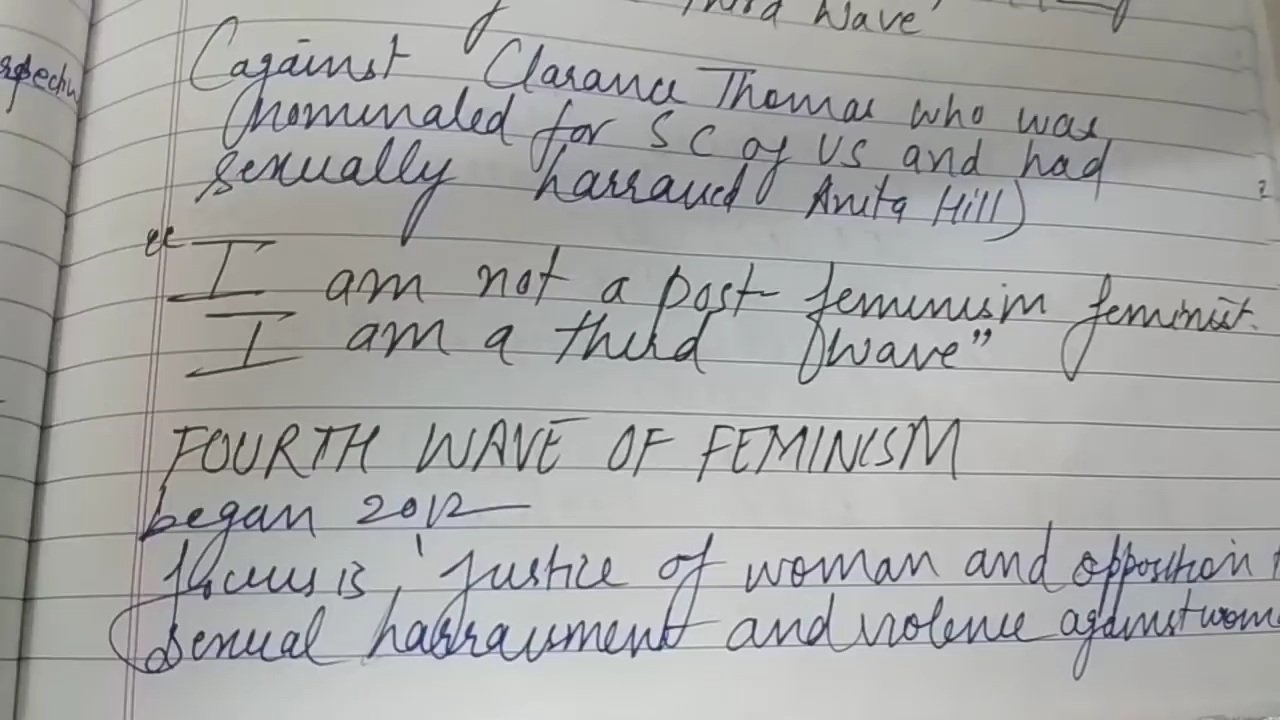 Third Wave'
(against Clarance Thomas who was
nominated for SC of US and had
sexually harrased Anita Hill)
"I am not a post feminism feminist.
I am a third wave"
FOURTH WAVE OF FEMINISM
began 2012
focus is, justice of woman and opposition
sexual harrasment and violence against wom